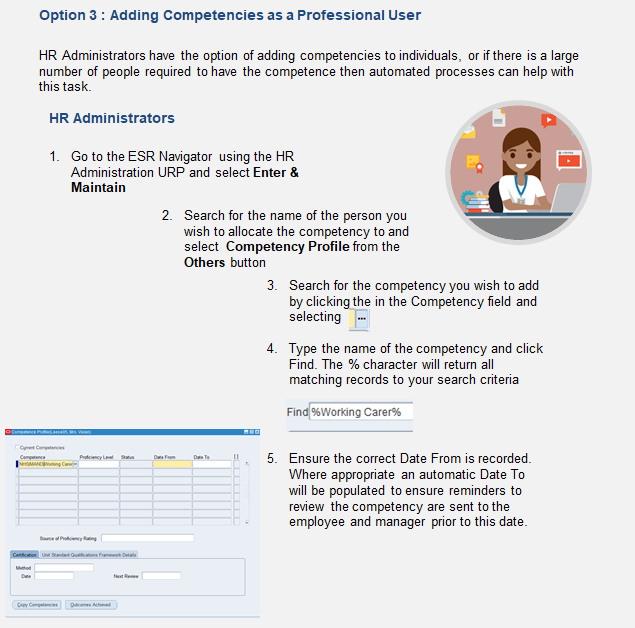 Option 3 : Adding Competencies as a Professional User
HR Administrators have the option of adding competencies to individuals, or if there is a large
number of people required to have the competence then automated processes can help with
this task.
HR Administrators
1. Go to the ESR Navigator using the HR
Administration URP and select Enter &
Maintain
2. Search for the name of the person you
wish to allocate the competency to and
select Competency Profile from the
Others button
3. Search for the competency you wish to add
by clicking the in the Competency field and
selecting ...
4. Type the name of the competency and click
Find. The % character will return all
matching records to your search criteria
Find %Working Carer%
5. Ensure the correct Date From is recorded.
Where appropriate an automatic Date To
will be populated to ensure reminders to
review the competency are sent to the
employee and manager prior to this date.
Current Competencies
Competence Proficiency Level Status Date From Date To [ ]
Source of Proficiency Rating
Certification Unit Standard Qualifications Framework Details
Method
Date Next Review
Copy Competencies Outcomes Achieved